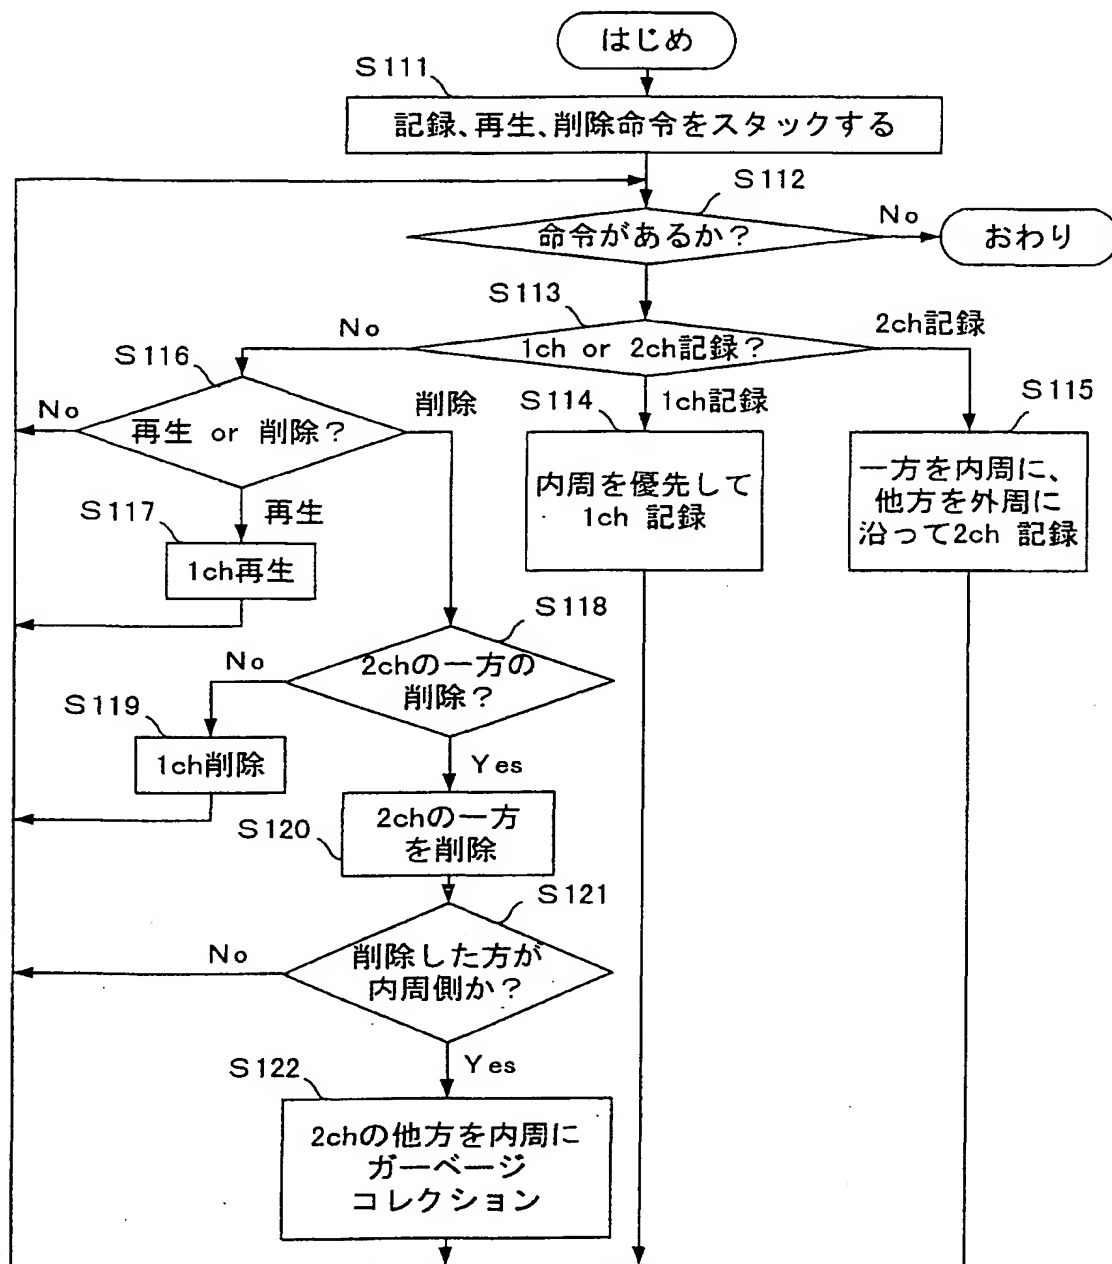 はじめ
S111
記録、再生、削除命令をスタックする
S112
命令があるか?
No
おわり
S113
No
1ch or 2ch記録?
2ch記録
S116
No
再生 or 削除?
削除
S114
1ch記録
内周を優先して
1ch 記録
S115
一方を内周に、
他方を外周に
沿って2ch 記録
S117
再生
1ch再生
S118
No
2chの一方の
削除?
S119
1ch削除
Yes
S120
2chの一方
を削除
S121
No
削除した方が
内周側か?
Yes
S122
2chの他方を内周に
ガーベージ
コレクション